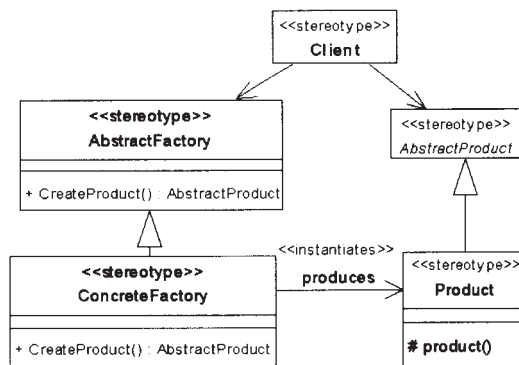 <<stereotype>>
Client
<<stereotype>>
AbstractFactory
+ CreateProduct() : AbstractProduct
<<stereotype>>
AbstractProduct
<<stereotype>>
ConcreteFactory
+ CreateProduct() : AbstractProduct
<<instantiates>>
produces
<<stereotype>>
Product
# product()